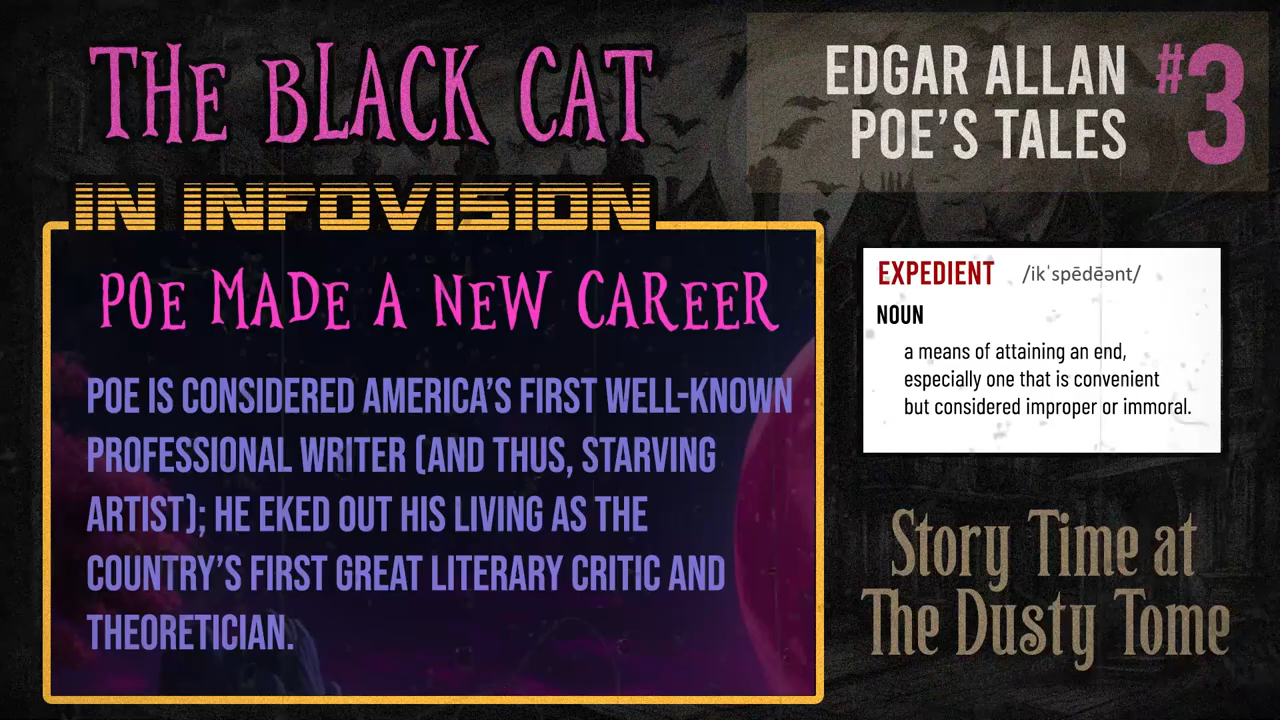 THE BLACK CAT
IN INFOVISION
EDGAR ALLAN
POE'S TALES
#3
POE MADE A NEW CAREER
POE IS CONSIDERED AMERICA'S FIRST WELL-KNOWN
PROFESSIONAL WRITER (AND THUS, STARVING
ARTIST); HE EKED OUT HIS LIVING AS THE
COUNTRY'S FIRST GREAT LITERARY CRITIC AND
THEORETICIAN.
EXPEDIENT /ikˈspēdēənt/
NOUN
a means of attaining an end,
especially one that is convenient
but considered improper or immoral.
Story Time at
The Dusty Tome